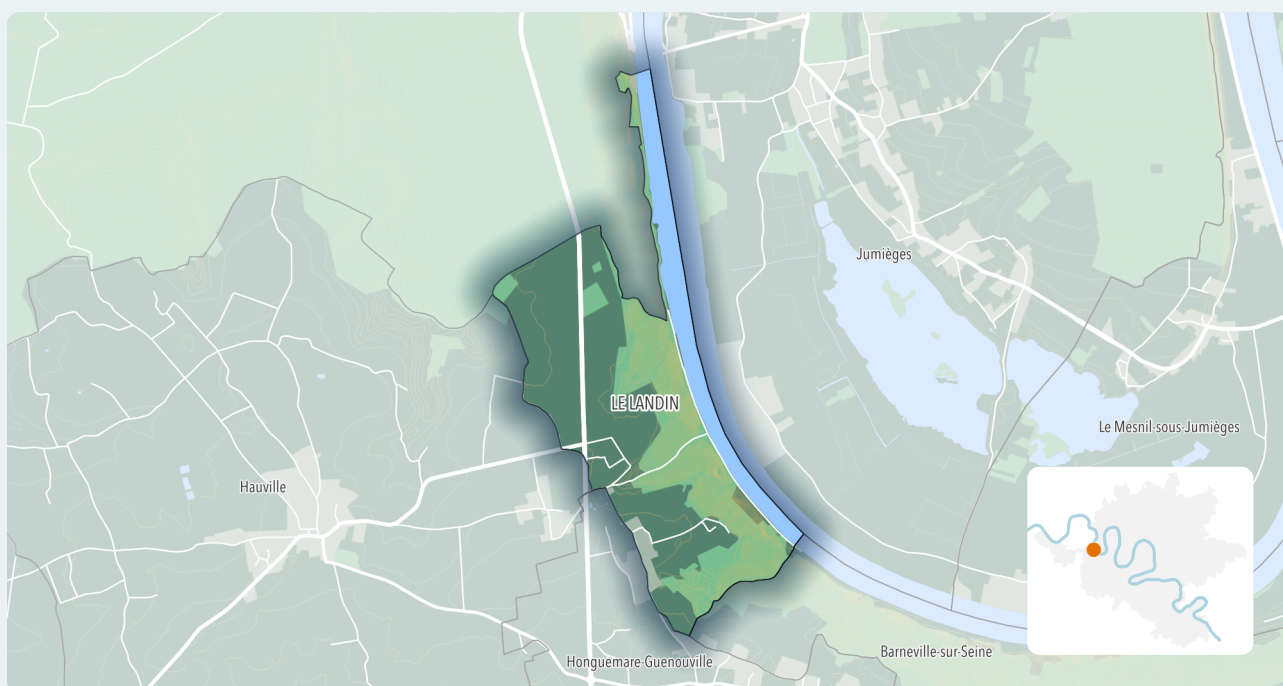 Jumièges
LE LANDIN
Le Mesnil-sous-Jumièges
Hauville
Barneville-sur-Seine
Honguemare-Guenouville